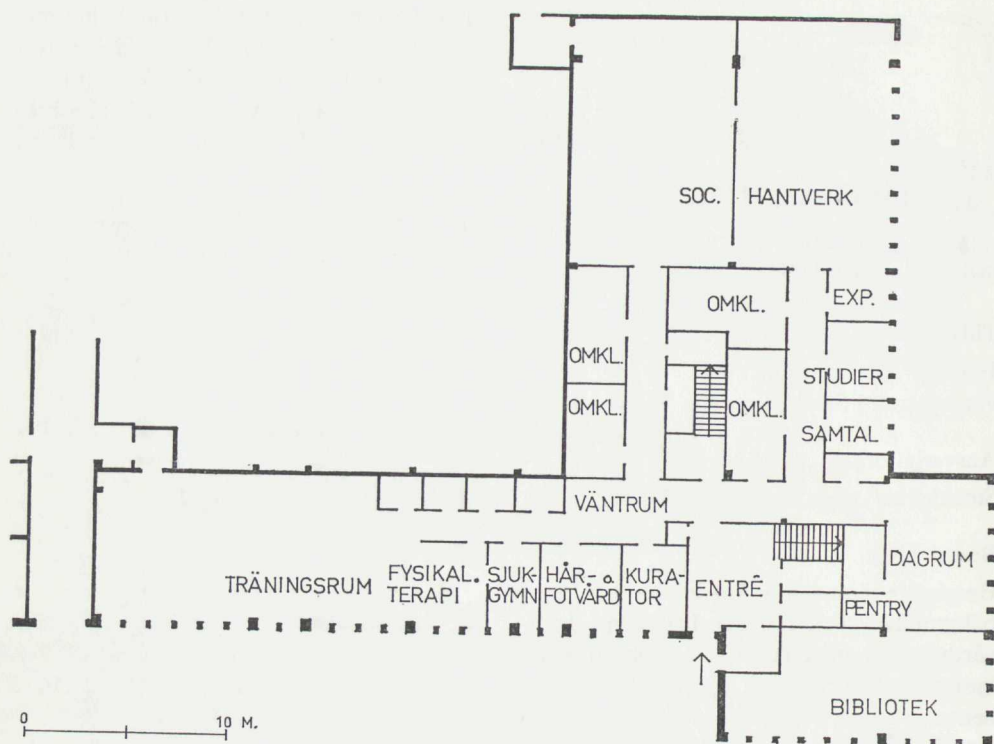 SOC. HANTVERK
OMKL.
EXP.
OMKL.
STUDIER
OMKL.
OMKL.
SAMTAL
VÄNTRUM
DAGRUM
TRÄNINGSRUM
FYSIKAL.
TERAPI
SJUK-
GYMN
HÅR- o.
FOTVÅRD
KURA-
TOR
ENTRÉ
PENTRY
BIBLIOTEK
0 10 M.